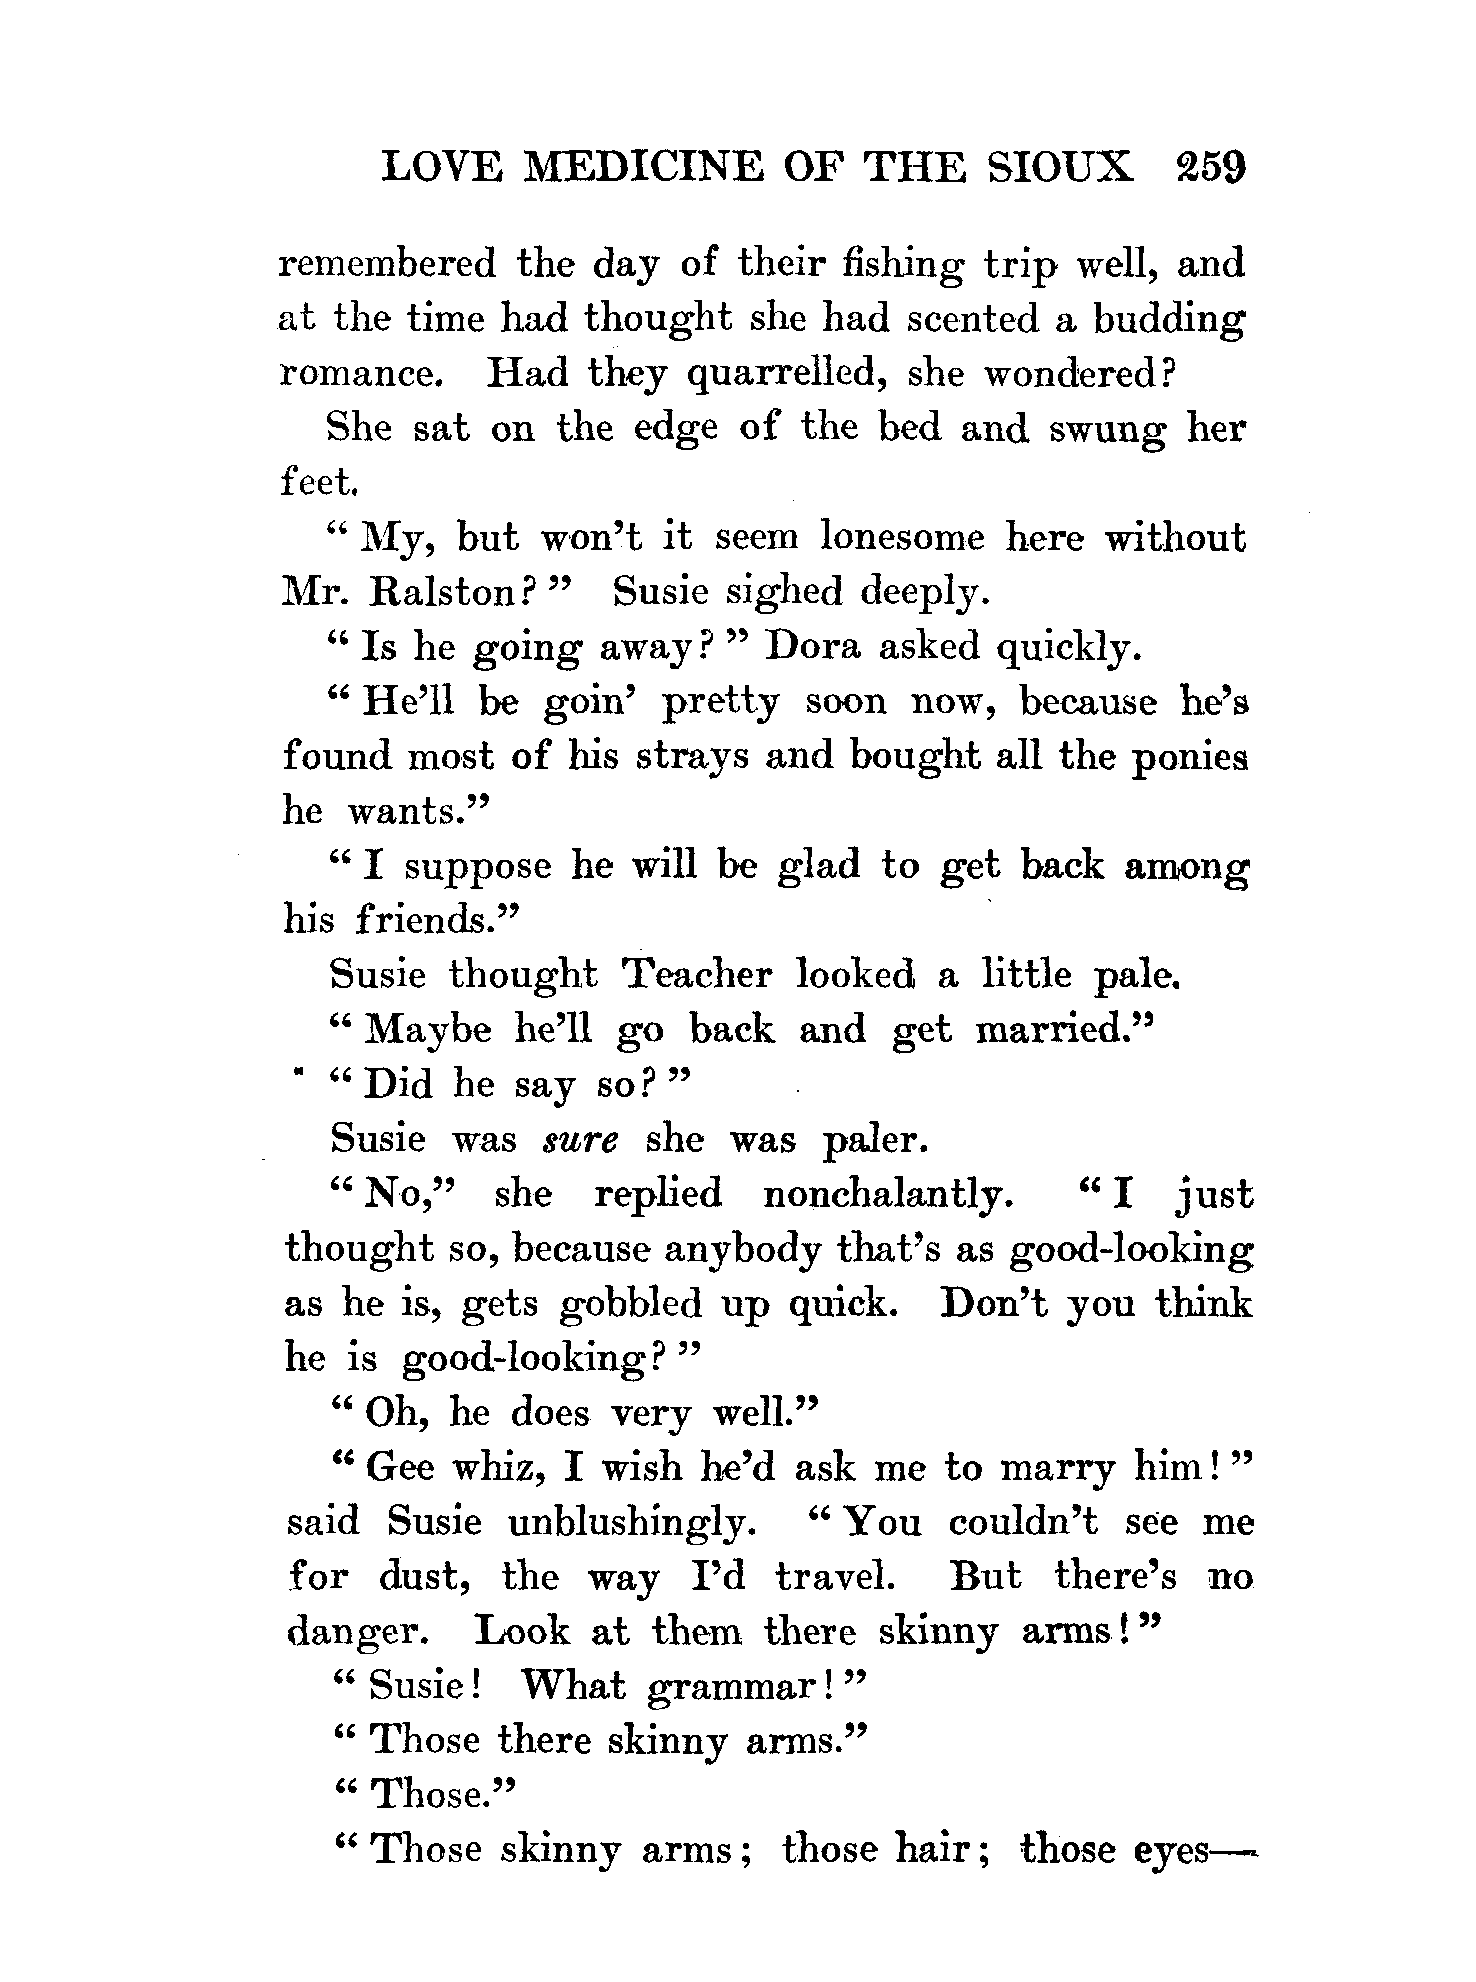 LOVE MEDICINE OF THE SIOUX 259
remembered the day of their fishing trip well, and
at the time had thought she had scented a budding
romance. Had they quarrelled, she wondered?
She sat on the edge of the bed and swung her
feet.
“ My, but won’t it seem lonesome here without
Mr. Ralston? ” Susie sighed deeply.
“ Is he going away? ” Dora asked quickly.
“ He’ll be goin’ pretty soon now, because he’s
found most of his strays and bought all the ponies
he wants.”
“ I suppose he will be glad to get back among
his friends.”
Susie thought Teacher looked a little pale.
“ Maybe he’ll go back and get married.”
“ Did he say so? ”
Susie was sure she was paler.
“ No,” she replied nonchalantly. “ I just
thought so, because anybody that’s as good-looking
as he is, gets gobbled up quick. Don’t you think
he is good-looking? ”
“ Oh, he does very well.”
“ Gee whiz, I wish he’d ask me to marry him! ”
said Susie unblushingly. “ You couldn’t see me
for dust, the way I’d travel. But there’s no
danger. Look at them there skinny arms! ”
“ Susie! What grammar! ”
“ Those there skinny arms.”
“ Those.”
“ Those skinny arms; those hair; those eyes—